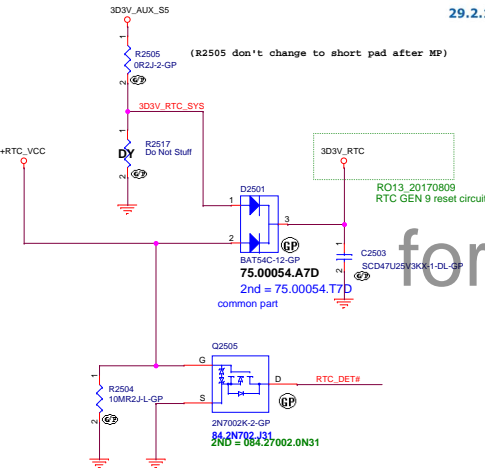 3D3V_AUX_S5
29.2.1
1
R2505
0R2J-2-GP
2
(R2505 don't change to short pad after MP)
3D3V_RTC_SYS
1
DY
R2517
Do Not Stuff
2
+RTC_VCC
3D3V_RTC
RO13_20170809
RTC GEN 9 reset circuit
D2501
1
3
2
GP
BAT54C-12-GP
75.00054.A7D
2nd = 75.00054.T7D
common part
1
C2503
SCD47U25V3KX-1-DL-GP
2
for
Q2505
G
D
S
RTC_DET#
GP
2N7002K-2-GP
84.2N702.J31
2ND = 084.27002.0N31
1
R2504
10MR2J-L-GP
2